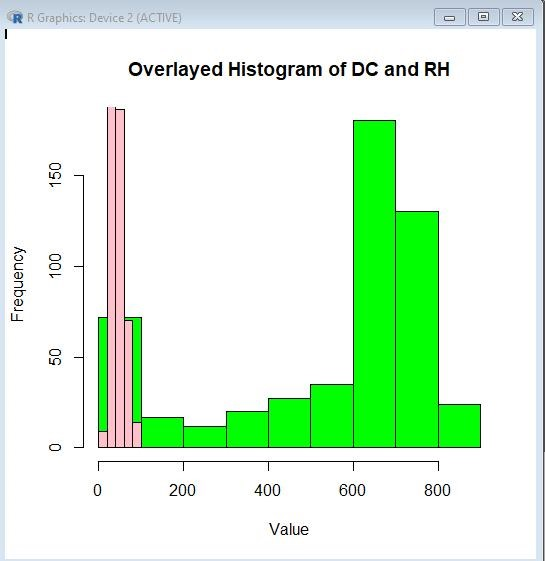 R Graphics: Device 2 (ACTIVE)
Overlayed Histogram of DC and RH
Frequency
150
100
50
0
0 200 400 600 800
Value